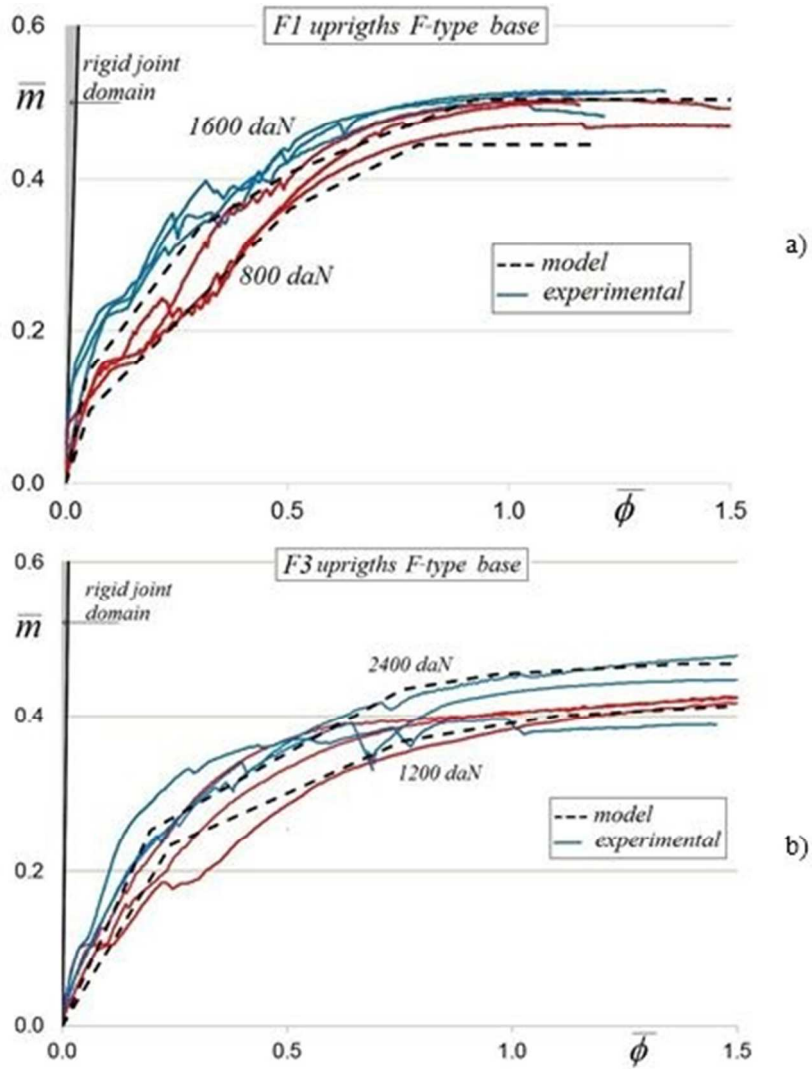 F1 uprigths F-type base
0.6
rigid joint
domain
m̅
1600 daN
0.4
800 daN
model
experimental
a)
0.2
0.0
0.0 0.5 1.0 ϕ̅ 1.5
F3 uprigths F-type base
0.6
rigid joint
domain
m̅
2400 daN
0.4
1200 daN
model
experimental
b)
0.2
0.0
0.0 0.5 1.0 ϕ̅ 1.5